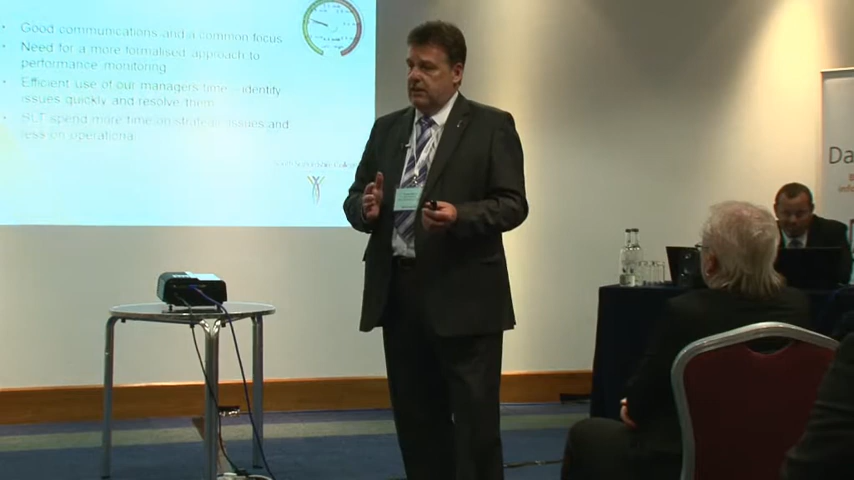 Good communications and a common focus
Need for a more formalised approach to
performance monitoring
Efficient use of our managers time – identify
issues quickly and resolve them
SLT spend more time on strategic issues and
less on operational
Da